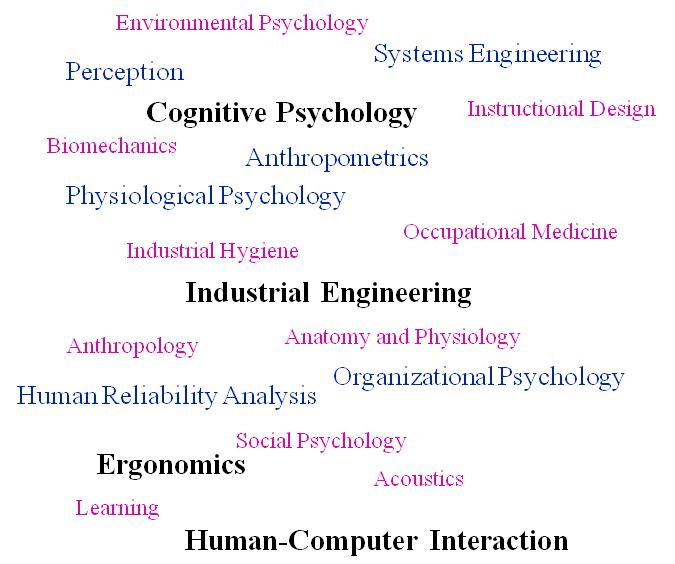 Environmental Psychology
Systems Engineering
Perception
Cognitive Psychology
Instructional Design
Biomechanics
Anthropometrics
Physiological Psychology
Occupational Medicine
Industrial Hygiene
Industrial Engineering
Anatomy and Physiology
Anthropology
Organizational Psychology
Human Reliability Analysis
Social Psychology
Ergonomics
Acoustics
Learning
Human-Computer Interaction